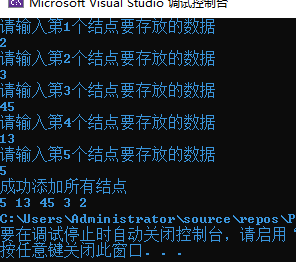 Microsoft Visual Studio 调试控制台
请输入第1个结点要存放的数据
2
请输入第2个结点要存放的数据
3
请输入第3个结点要存放的数据
45
请输入第4个结点要存放的数据
13
请输入第5个结点要存放的数据
5
成功添加所有结点
5 13 45 3 2
C:\Users\Administrator\source\repos\P
要在调试停止时自动关闭控制台，请启用“
按任意键关闭此窗口. . .